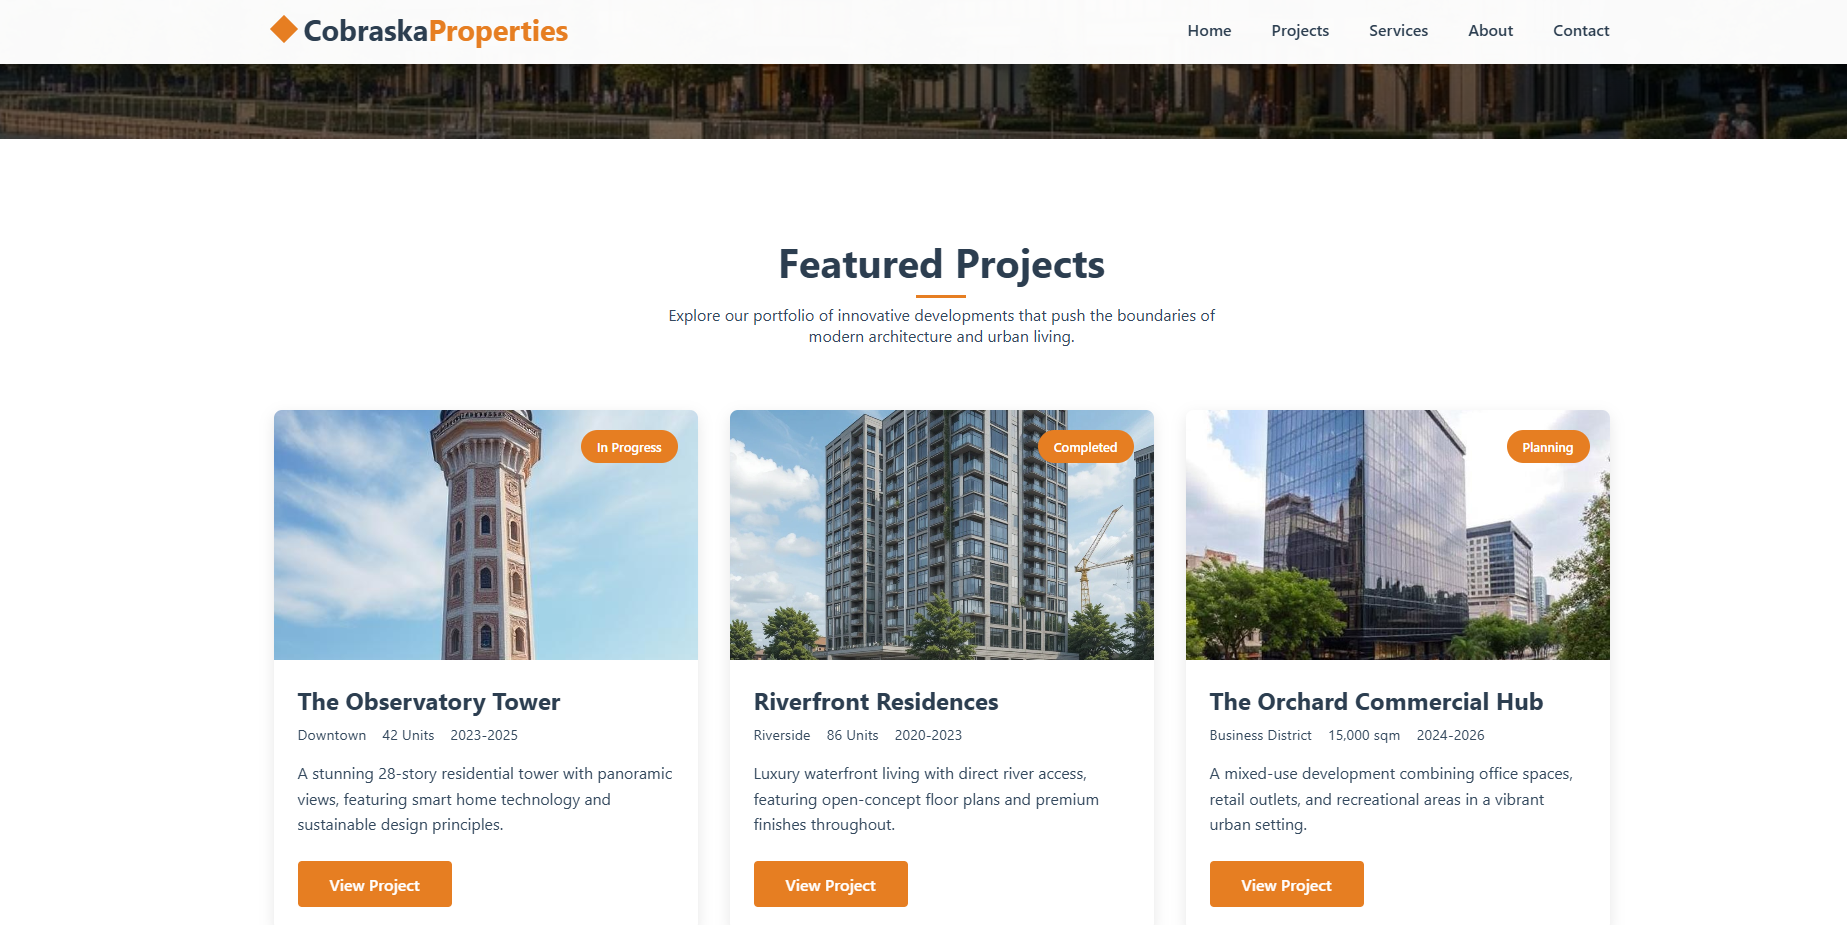 CobraskaProperties
Home Projects Services About Contact
Featured Projects
Explore our portfolio of innovative developments that push the boundaries of
modern architecture and urban living.
In Progress
The Observatory Tower
Downtown 42 Units 2023-2025
A stunning 28-story residential tower with panoramic
views, featuring smart home technology and
sustainable design principles.
View Project
Completed
Riverfront Residences
Riverside 86 Units 2020-2023
Luxury waterfront living with direct river access,
featuring open-concept floor plans and premium
finishes throughout.
View Project
Planning
The Orchard Commercial Hub
Business District 15,000 sqm 2024-2026
A mixed-use development combining office spaces,
retail outlets, and recreational areas in a vibrant
urban setting.
View Project